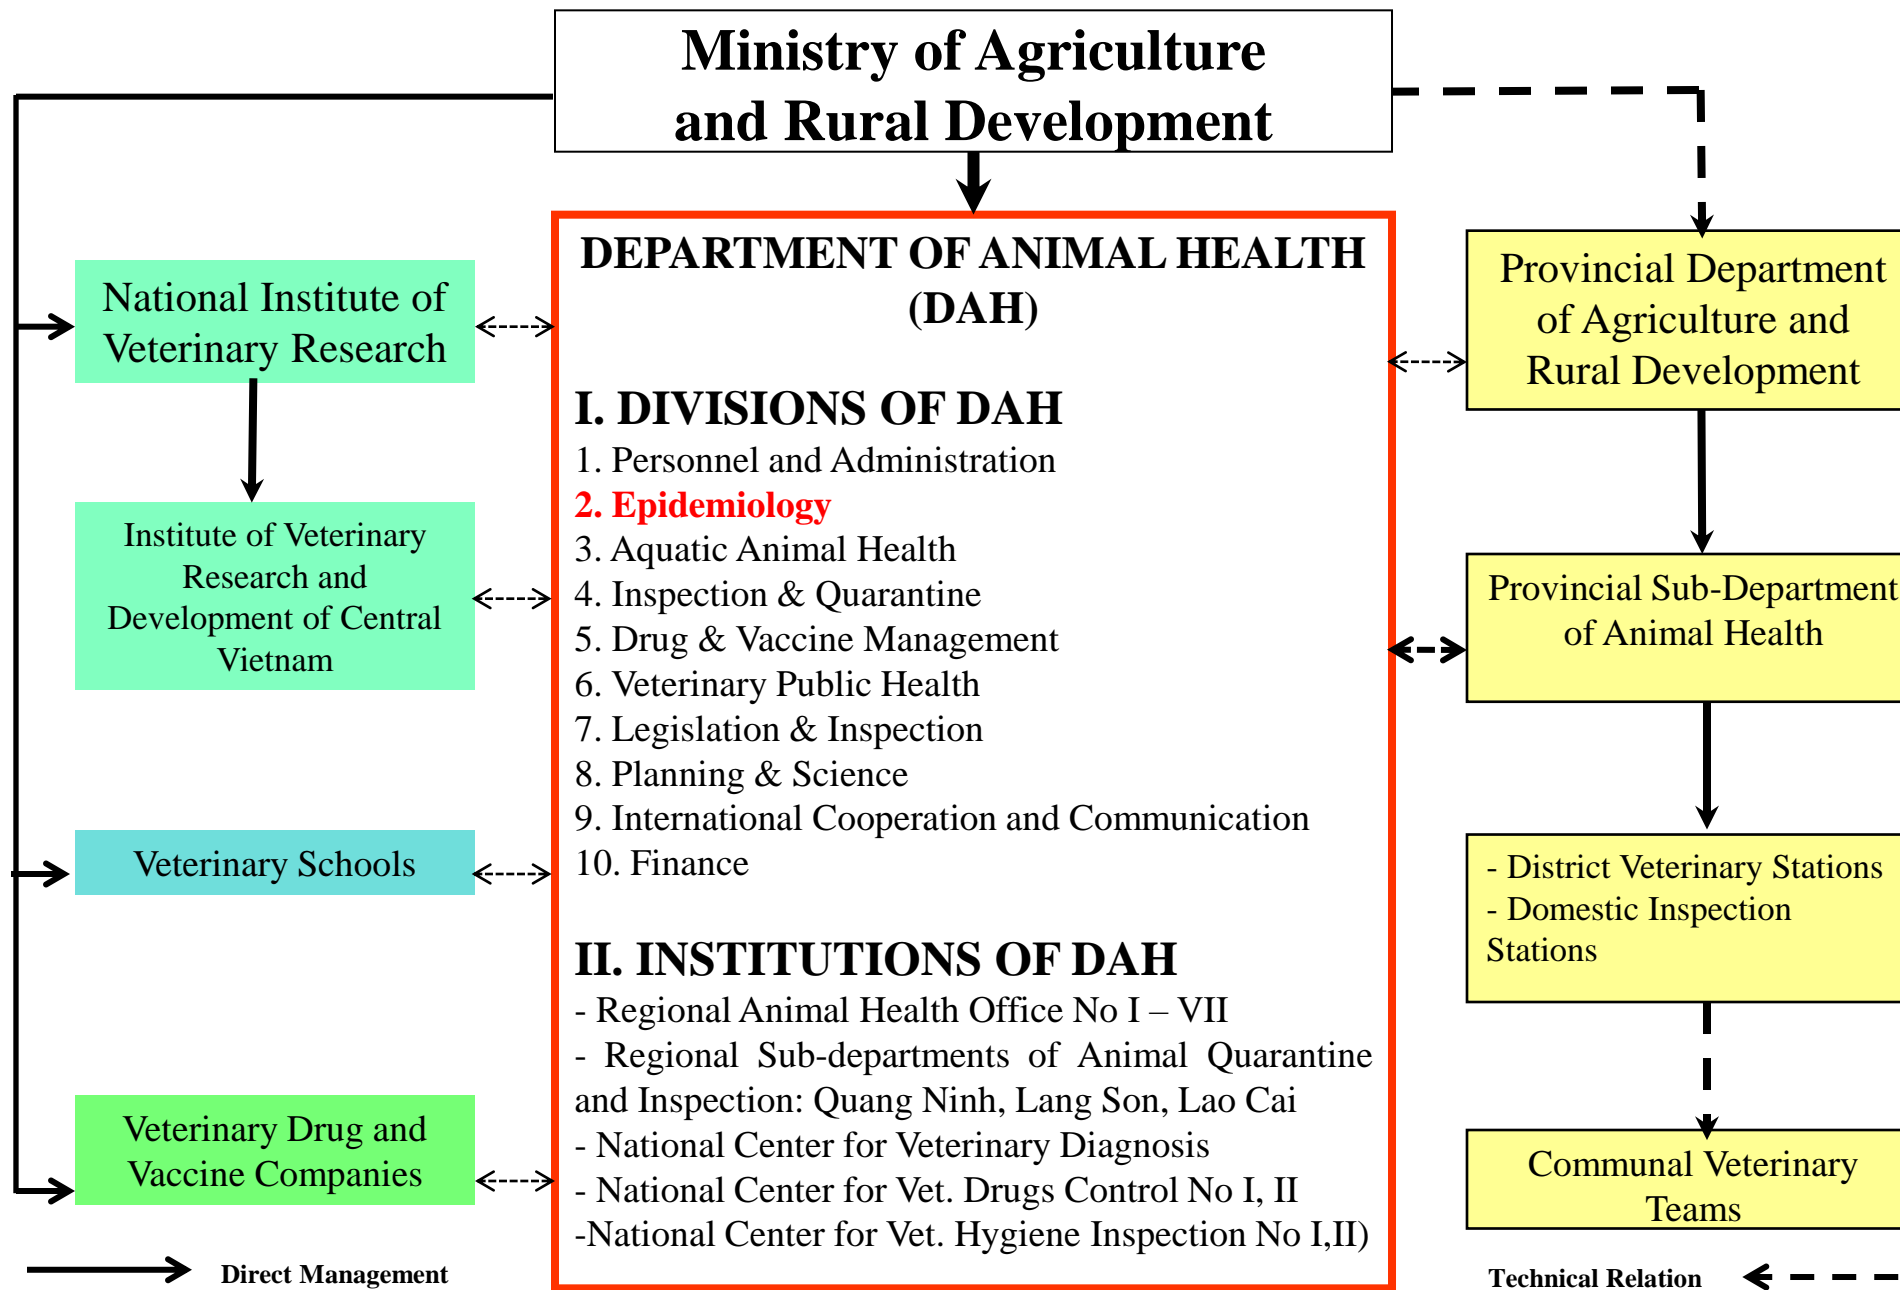 Ministry of Agriculture
and Rural Development
National Institute of
Veterinary Research
Institute of Veterinary
Research and
Development of Central
Vietnam
Veterinary Schools
Veterinary Drug and
Vaccine Companies
Direct Management
DEPARTMENT OF ANIMAL HEALTH
(DAH)
I. DIVISIONS OF DAH
1. Personnel and Administration
2. Epidemiology
3. Aquatic Animal Health
4. Inspection & Quarantine
5. Drug & Vaccine Management
6. Veterinary Public Health
7. Legislation & Inspection
8. Planning & Science
9. International Cooperation and Communication
10. Finance
II. INSTITUTIONS OF DAH
- Regional Animal Health Office No I – VII
- Regional Sub-departments of Animal Quarantine
and Inspection: Quang Ninh, Lang Son, Lao Cai
- National Center for Veterinary Diagnosis
- National Center for Vet. Drugs Control No I, II
-National Center for Vet. Hygiene Inspection No I,II)
Provincial Department
of Agriculture and
Rural Development
Provincial Sub-Department
of Animal Health
- District Veterinary Stations
- Domestic Inspection
Stations
Communal Veterinary
Teams
Technical Relation